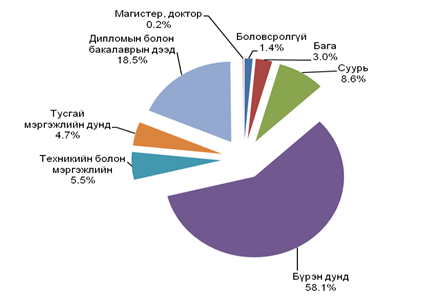 Магистер, доктор
0.2%
Боловсролгүй
1.4%
Бага
3.0%
Суурь
8.6%
Бүрэн дунд
58.1%
Техникийн болон
мэргэжлийн
5.5%
Тусгай
мэргэжлийн дунд
4.7%
Дипломын болон
бакалаврын дээд
18.5%